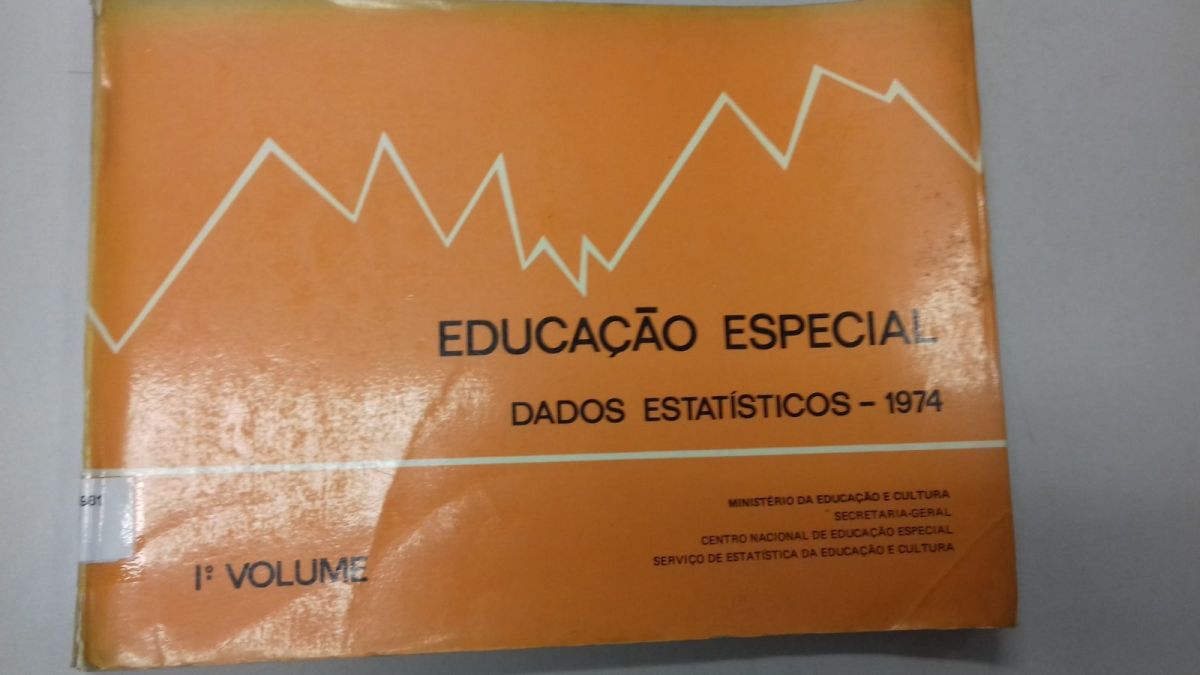 EDUCAÇÃO ESPECIAL
DADOS ESTATÍSTICOS - 1974
MINISTÉRIO DA EDUCAÇÃO E CULTURA
SECRETARIA-GERAL
CENTRO NACIONAL DE EDUCAÇÃO ESPECIAL
SERVIÇO DE ESTATÍSTICA DA EDUCAÇÃO E CULTURA
1º VOLUME